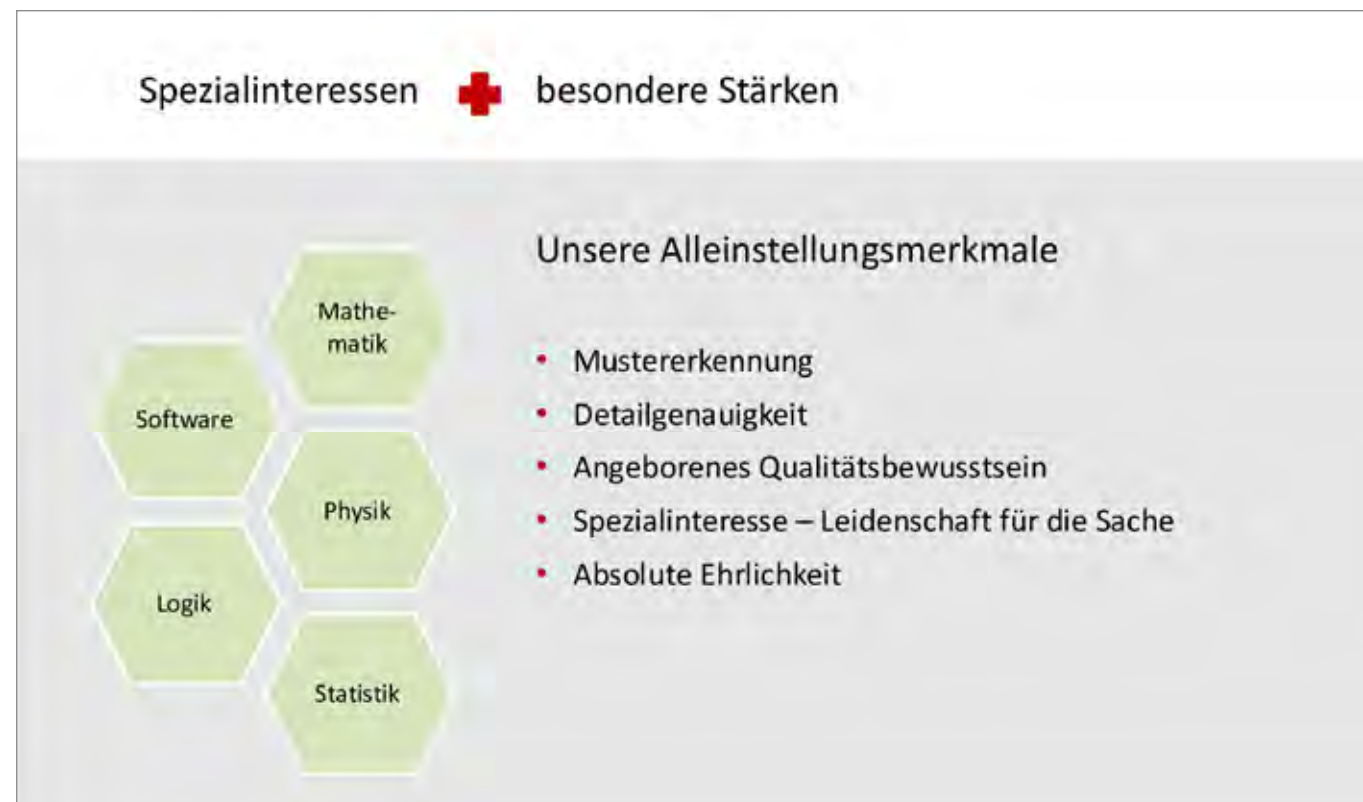 Spezialinteressen besondere Stärken
Mathe-
matik
Software
Physik
Logik
Statistik
Unsere Alleinstellungsmerkmale
• Mustererkennung
• Detailgenauigkeit
• Angeborenes Qualitätsbewusstsein
• Spezialinteresse – Leidenschaft für die Sache
• Absolute Ehrlichkeit